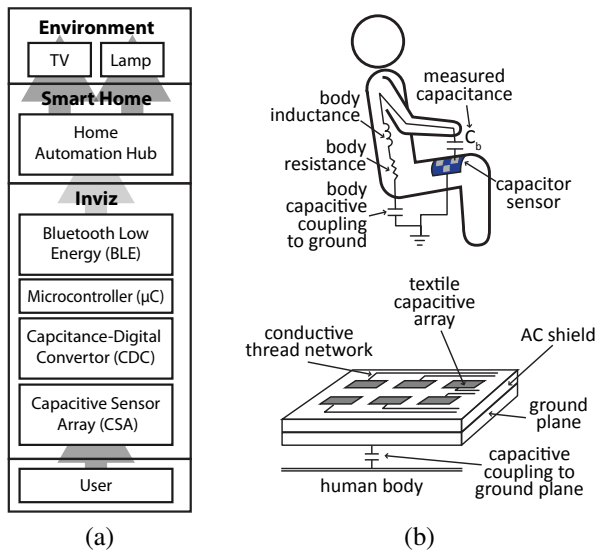 Environment
TV
Lamp
Smart Home
Home
Automation Hub
Inviz
Bluetooth Low
Energy (BLE)
Microcontroller (µC)
Capcitance-Digital
Convertor (CDC)
Capacitive Sensor
Array (CSA)
User
(a)
measured
capacitance
body
inductance
Cb
body
resistance
capacitor
sensor
body
capacitive
coupling
to ground
textile
capacitive
array
conductive
thread network
AC shield
ground
plane
capacitive
coupling to
ground plane
human body
(b)